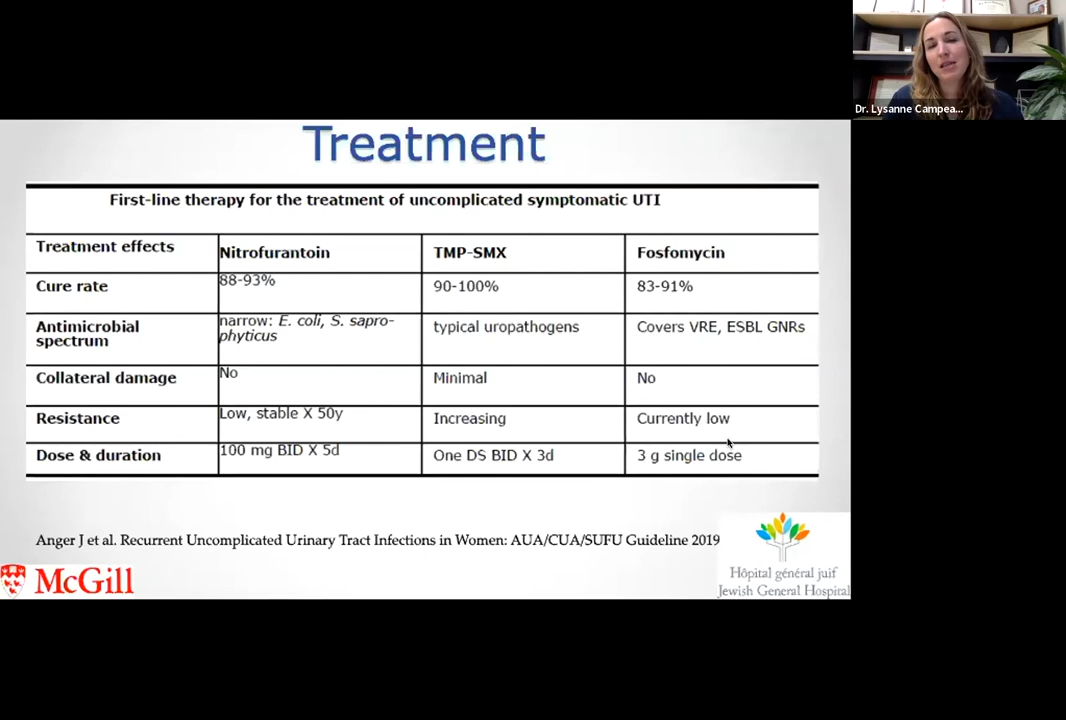 Dr. Lysanne Campea...
Treatment
First-line therapy for the treatment of uncomplicated symptomatic UTI
Treatment effects
Nitrofurantoin
TMP-SMX
Fosfomycin
Cure rate
88-93%
90-100%
83-91%
Antimicrobial
spectrum
narrow: E. coli, S. sapro-
phyticus
typical uropathogens
Covers VRE, ESBL GNRs
Collateral damage
No
Minimal
No
Resistance
Low, stable X 50y
Increasing
Currently low
Dose & duration
100 mg BID X 5d
One DS BID X 3d
3 g single dose
Anger J et al. Recurrent Uncomplicated Urinary Tract Infections in Women: AUA/CUA/SUFU Guideline 2019
McGill
Hôpital général juif
Jewish General Hospital